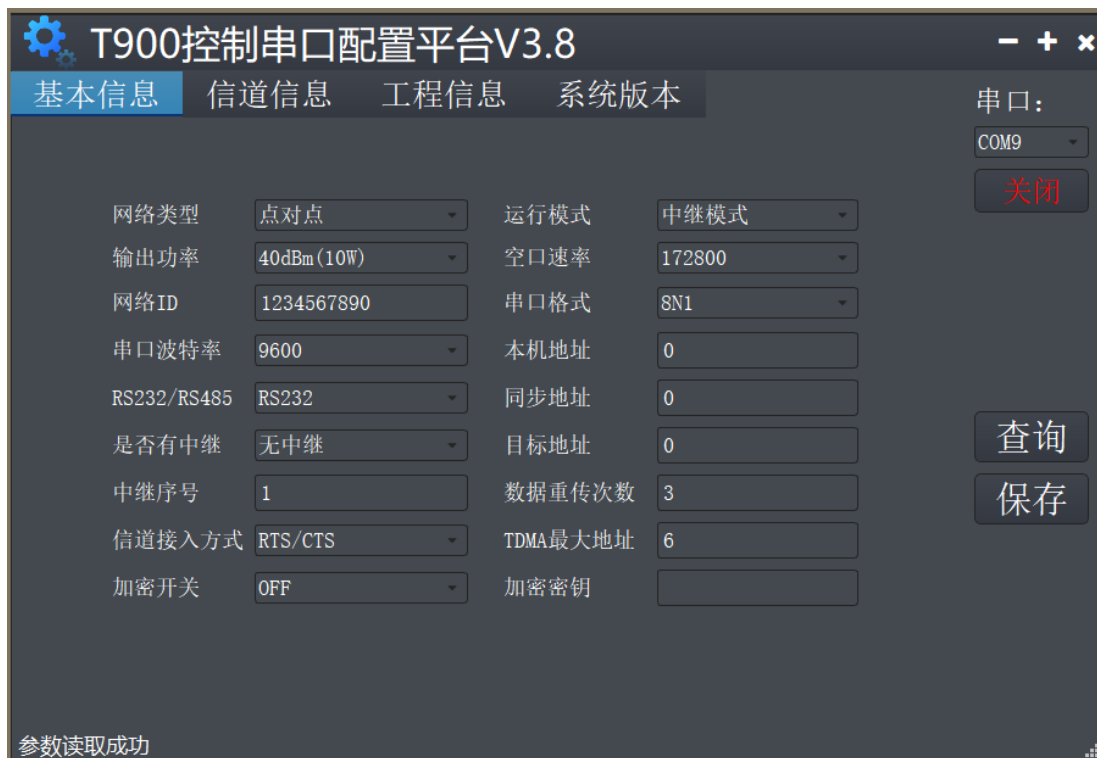 T900控制串口配置平台V3.8
基本信息 信道信息 工程信息 系统版本
串口：
COM9
关闭
网络类型 点对点 运行模式 中继模式
输出功率 40dBm(10W) 空口速率 172800
网络ID 1234567890 串口格式 8N1
串口波特率 9600 本机地址 0
RS232/RS485 RS232 同步地址 0
是否有中继 无中继 目标地址 0
查询
中继序号 1 数据重传次数 3
保存
信道接入方式 RTS/CTS TDMA最大地址 6
加密开关 OFF 加密密钥
参数读取成功